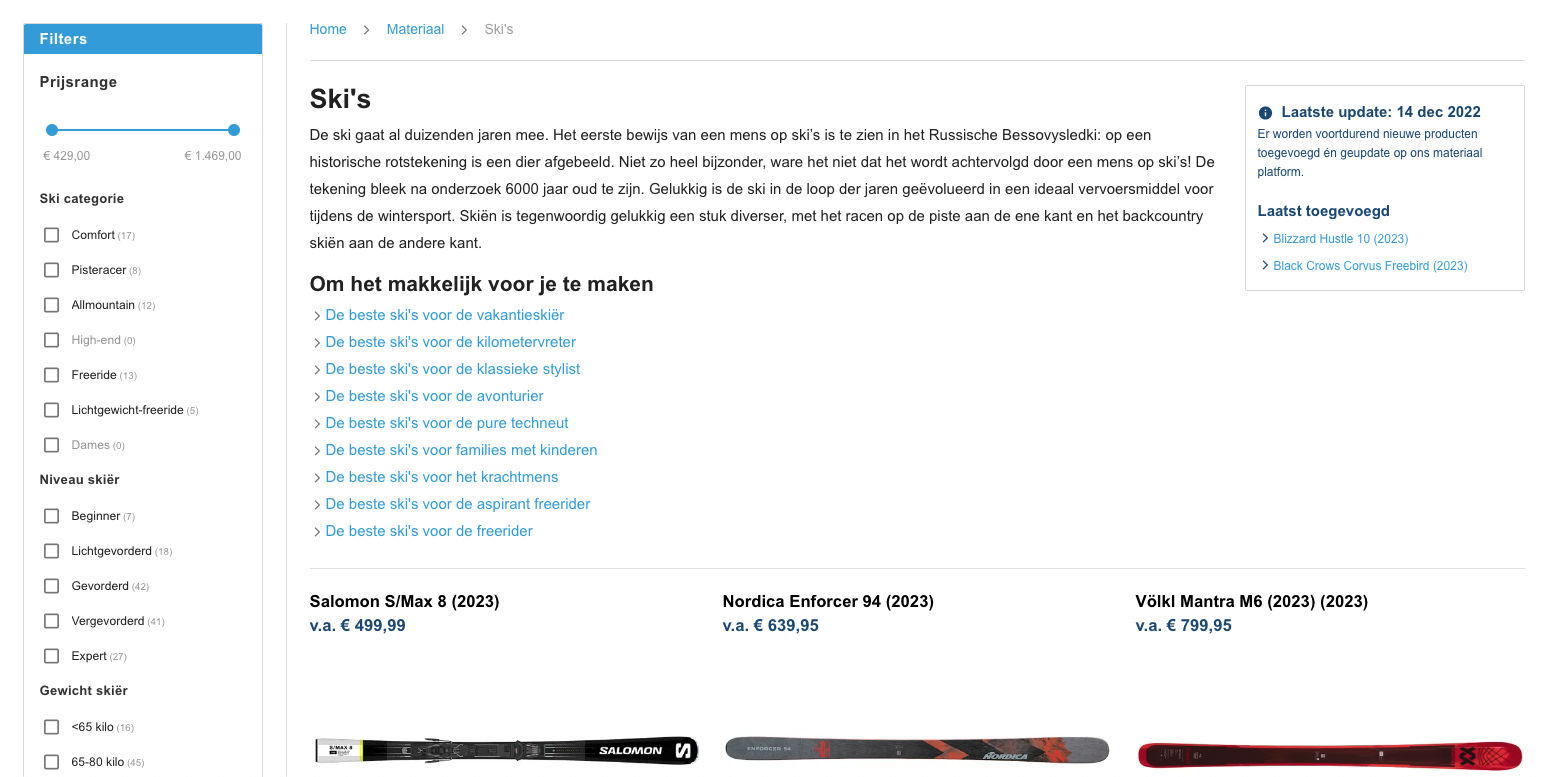 Filters
Prijsrange
€ 429,00 € 1.469,00
Ski categorie
Comfort (17)
Pisteracer (8)
Allmountain (12)
High-end (0)
Freeride (13)
Lichtgewicht-freeride (5)
Dames (0)
Niveau skiër
Beginner (7)
Lichtgevorderd (18)
Gevorderd (42)
Vergevorderd (41)
Expert (27)
Gewicht skiër
<65 kilo (16)
65-80 kilo (45)
Home Materiaal Ski's
Ski's
De ski gaat al duizenden jaren mee. Het eerste bewijs van een mens op ski's is te zien in het Russische Bessovysledki: op een
historische rotstekening is een dier afgebeeld. Niet zo heel bijzonder, ware het niet dat het wordt achtervolgd door een mens op ski's! De
tekening bleek na onderzoek 6000 jaar oud te zijn. Gelukkig is de ski in de loop der jaren geëvolueerd in een ideaal vervoersmiddel voor
tijdens de wintersport. Skiën is tegenwoordig gelukkig een stuk diverser, met het racen op de piste aan de ene kant en het backcountry
skiën aan de andere kant.
Om het makkelijk voor je te maken
De beste ski's voor de vakantieskiër
De beste ski's voor de kilometervreter
De beste ski's voor de klassieke stylist
De beste ski's voor de avonturier
De beste ski's voor de pure techneut
De beste ski's voor families met kinderen
De beste ski's voor het krachtmens
De beste ski's voor de aspirant freerider
De beste ski's voor de freerider
Laatste update: 14 dec 2022
Er worden voortdurend nieuwe producten
toegevoegd én geupdate op ons materiaal
platform.
Laatst toegevoegd
Blizzard Hustle 10 (2023)
Black Crows Corvus Freebird (2023)
Salomon S/Max 8 (2023)
v.a. € 499,99
S/MAX 8
SALOMON
Nordica Enforcer 94 (2023)
v.a. € 639,95
ENFORCER 94
NORDICA
Völkl Mantra M6 (2023) (2023)
v.a. € 799,95